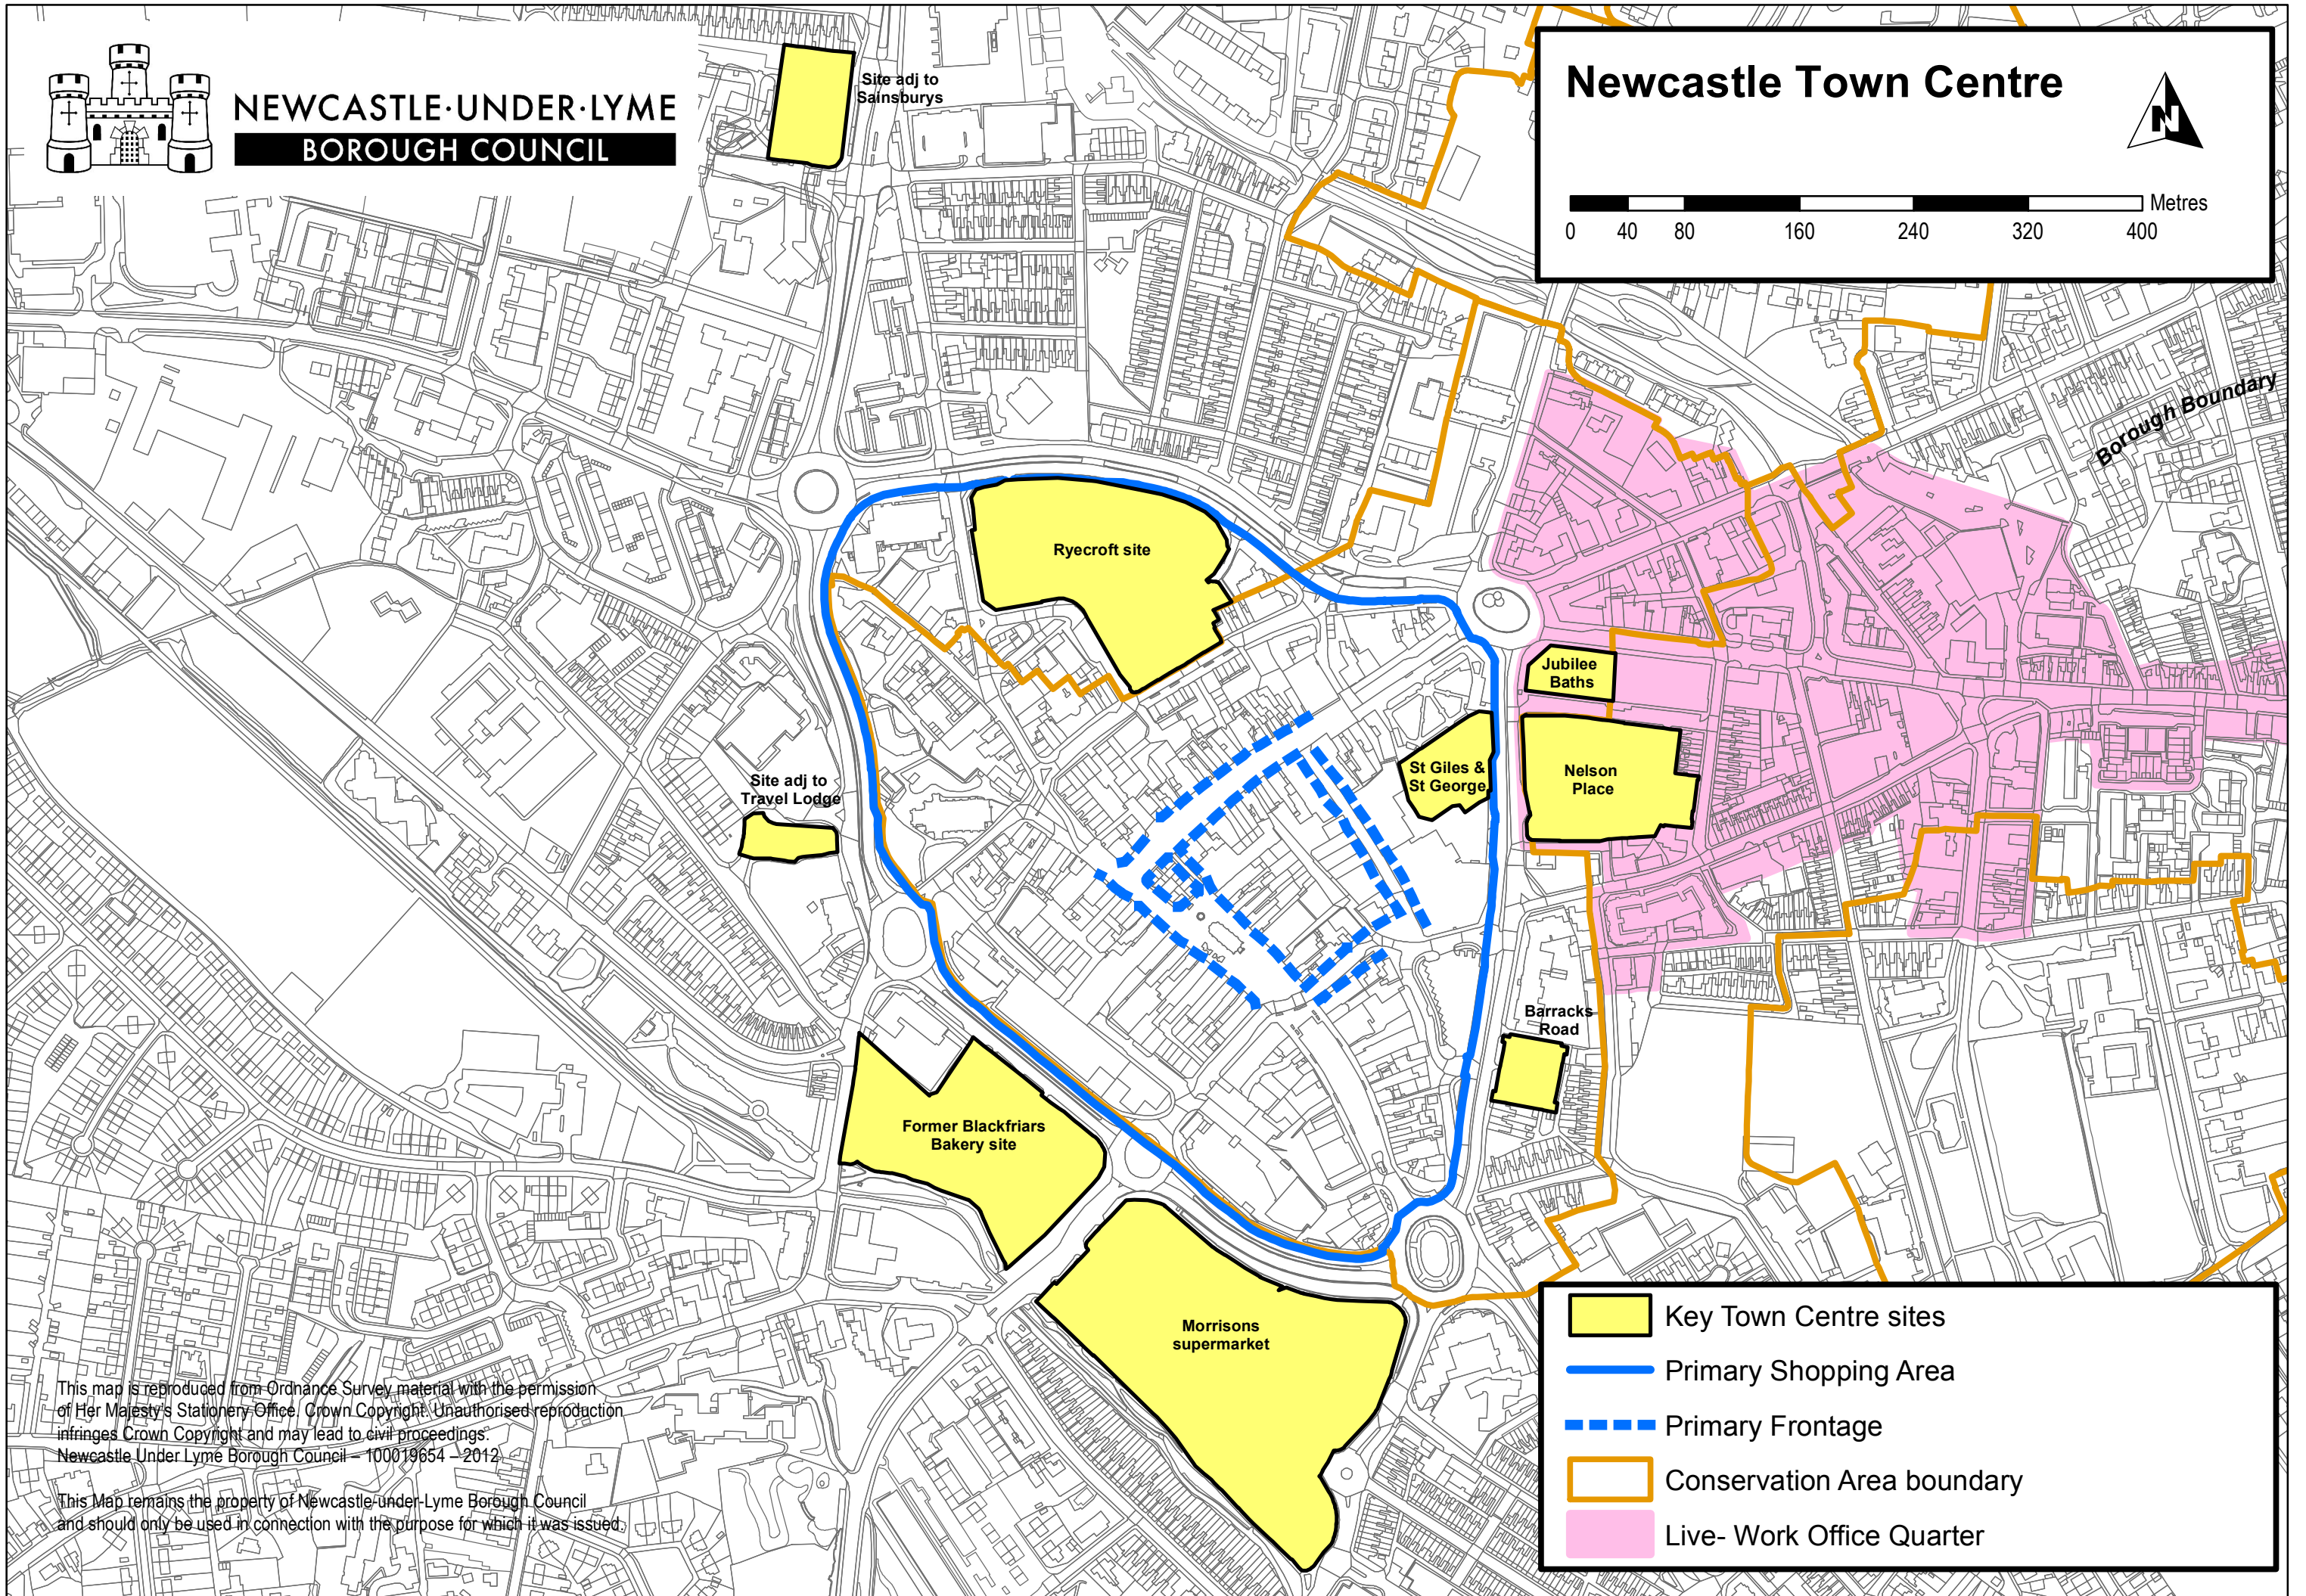 NEWCASTLE·UNDER·LYME
BOROUGH COUNCIL
Newcastle Town Centre
N
Metres
0 40 80 160 240 320 400
Site adj to
Sainsburys
Borough Boundary
Ryecroft site
Jubilee
Baths
St Giles &
St George
Nelson
Place
Site adj to
Travel Lodge
Barracks
Road
Former Blackfriars
Bakery site
Morrisons
supermarket
Key Town Centre sites
Primary Shopping Area
Primary Frontage
Conservation Area boundary
Live- Work Office Quarter
This map is reproduced from Ordnance Survey material with the permission
of Her Majesty's Stationery Office. Crown Copyright. Unauthorised reproduction
infringes Crown Copyright and may lead to civil proceedings.
Newcastle Under Lyme Borough Council – 100019654 – 2012
This Map remains the property of Newcastle-under-Lyme Borough Council
and should only be used in connection with the purpose for which it was issued.